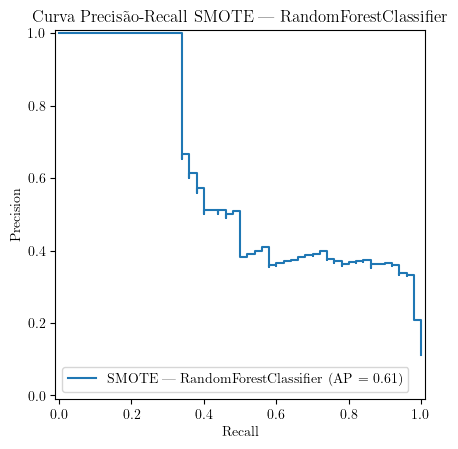 Curva Precisão-Recall SMOTE — RandomForestClassifier
1.0
0.8
0.6
0.4
0.2
0.0
Precision
SMOTE — RandomForestClassifier (AP = 0.61)
0.0 0.2 0.4 0.6 0.8 1.0
Recall